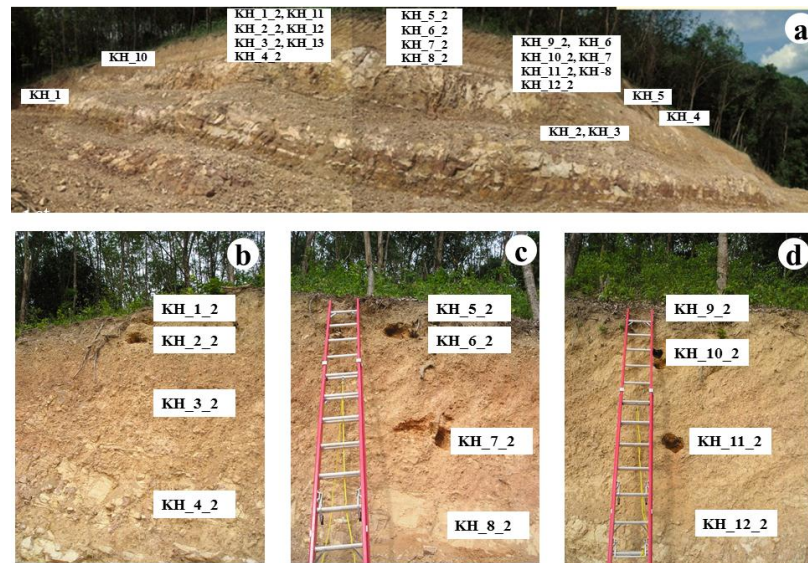 a
KH_1_2, KH_11
KH_2_2, KH_12
KH_3_2, KH_13
KH_4_2
KH_5_2
KH_6_2
KH_7_2
KH_8_2
KH_9_2, KH_6
KH_10_2, KH_7
KH_11_2, KH-8
KH_12_2
KH_10
KH_1
KH_5
KH_4
KH_2, KH_3
b
KH_1_2
KH_2_2
KH_3_2
KH_4_2
c
KH_5_2
KH_6_2
KH_7_2
KH_8_2
d
KH_9_2
KH_10_2
KH_11_2
KH_12_2